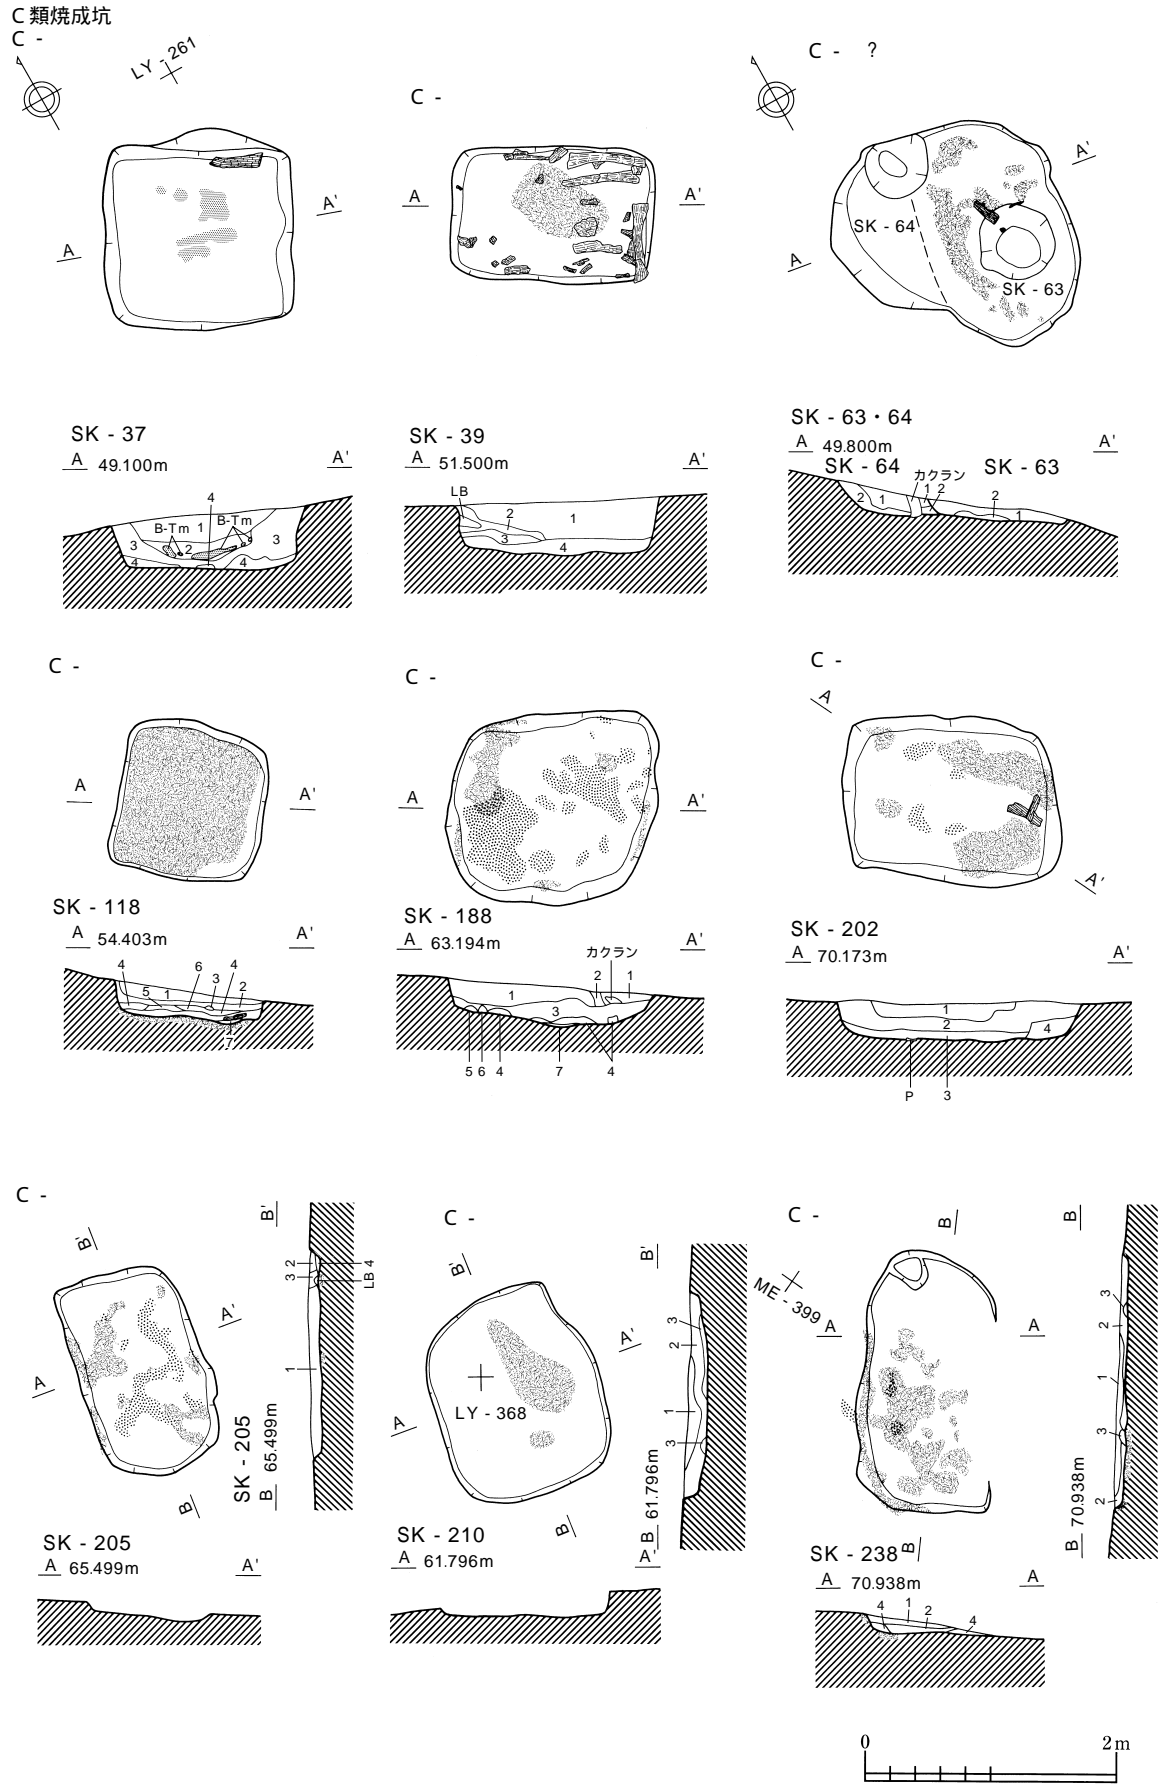 C 類焼成坑
C -
LY - 261
A
A'
SK - 37
A 49.100m A'
4
B-Tm 1 B-Tm
3 2 3
4 4
C -
A
A'
SK - 39
A 51.500m A'
LB
2 1
3
4
C - ?
A'
SK - 64
A
SK - 63
SK - 63・64
A 49.800m A'
SK - 64 カクラン SK - 63
2 1 1 2 2
1
C -
A
A'
SK - 118
A 54.403m A'
4 6 4
5 1 3 2
7
C -
A
A'
SK - 188
A 63.194m A'
カクラン
1 2 1
3
5 6 4 7 4
C -
A
A'
SK - 202
A 70.173m A'
1
2 4
P 3
C -
B'
A'
A
B
B'
2 4
3 LB
1
SK - 205
B 65.499m
SK - 205
A 65.499m A'
C -
B'
A'
LY - 368
A
B
B'
3
2
1
3
B 61.796m
SK - 210
A 61.796m A'
C -
B
ME - 399
A A
B
B
3
2
1
3
2
B 70.938m
SK - 238
A 70.938m A
4 1 2 4
0 2m